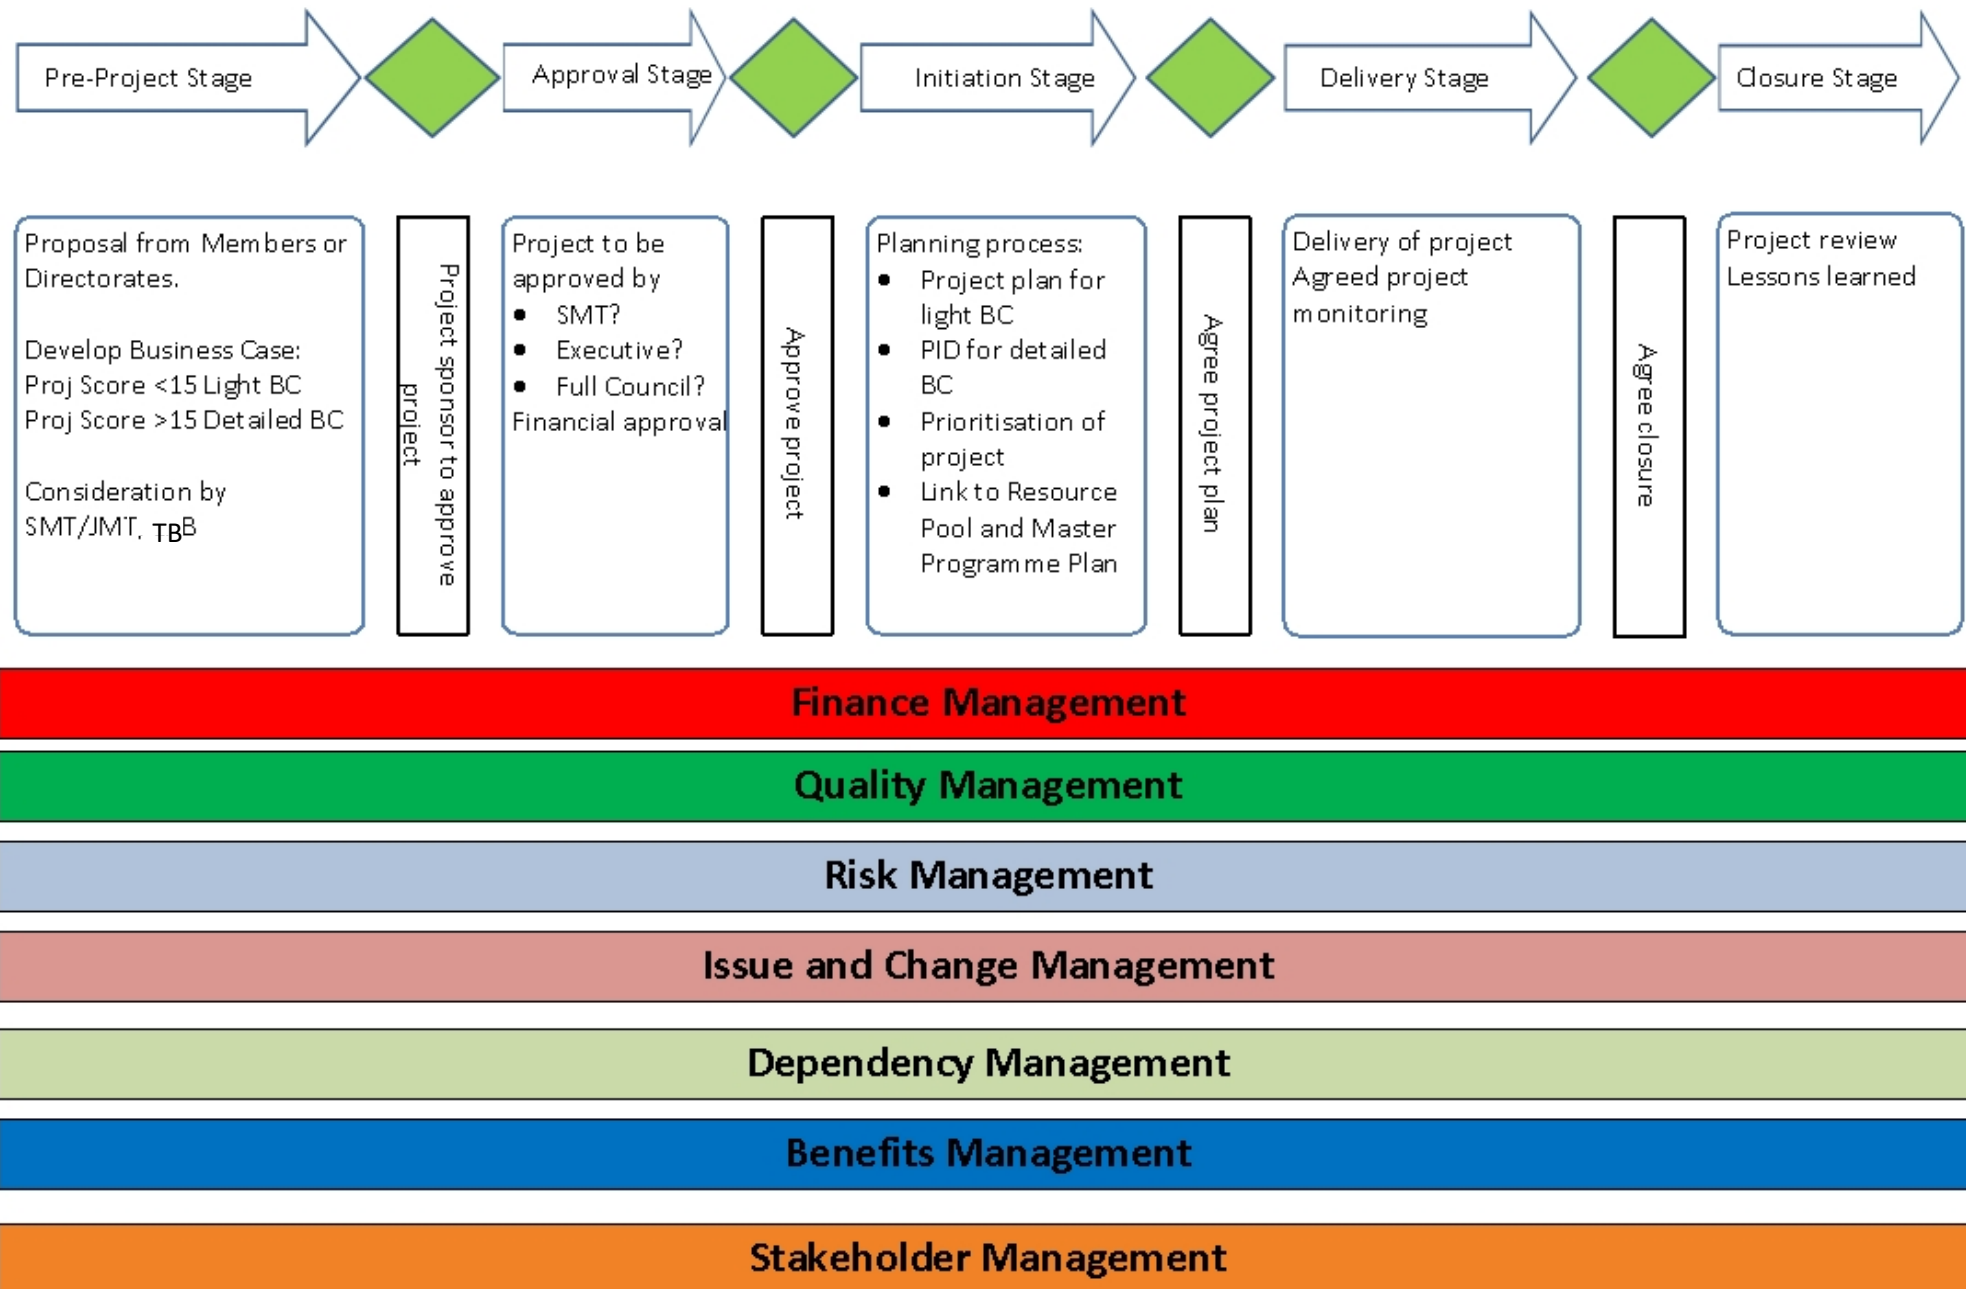 Pre-Project Stage
Approval Stage
Initiation Stage
Delivery Stage
Closure Stage
Proposal from Members or
Directorates.
Develop Business Case:
Proj Score <15 Light BC
Proj Score >15 Detailed BC
Consideration by
SMT/JMT, TBB
Project sponsor to approve
project
Project to be
approved by
• SMT?
• Executive?
• Full Council?
Financial approval
Approve project
Planning process:
• Project plan for
light BC
• PID for detailed
BC
• Prioritisation of
project
• Link to Resource
Pool and Master
Programme Plan
Agree project plan
Delivery of project
Agreed project
monitoring
Agree closure
Project review
Lessons learned
Finance Management
Quality Management
Risk Management
Issue and Change Management
Dependency Management
Benefits Management
Stakeholder Management